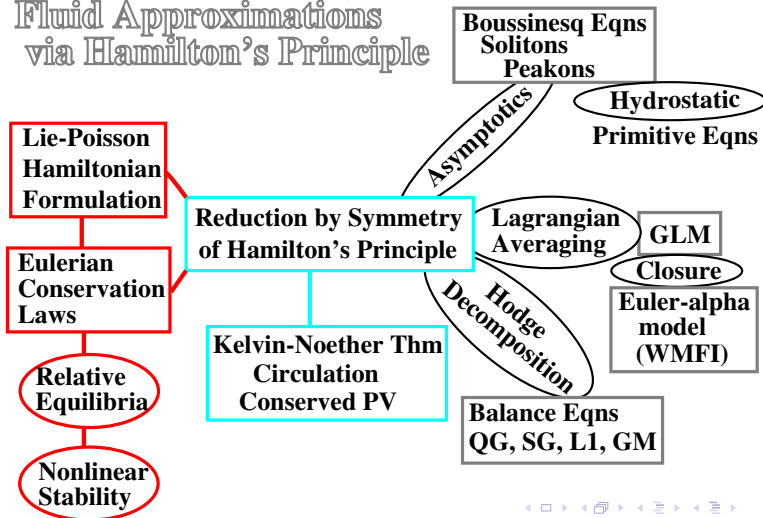 Fluid Approximations
via Hamilton's Principle
Boussinesq Eqns
Solitons
Peakons
Asymptotics
Hydrostatic
Primitive Eqns
Lie-Poisson
Hamiltonian
Formulation
Reduction by Symmetry
of Hamilton's Principle
Lagrangian
Averaging
GLM
Closure
Euler-alpha
model
(WMFI)
Eulerian
Conservation
Laws
Hodge
Decomposition
Kelvin-Noether Thm
Circulation
Conserved PV
Relative
Equilibria
Balance Eqns
QG, SG, L1, GM
Nonlinear
Stability